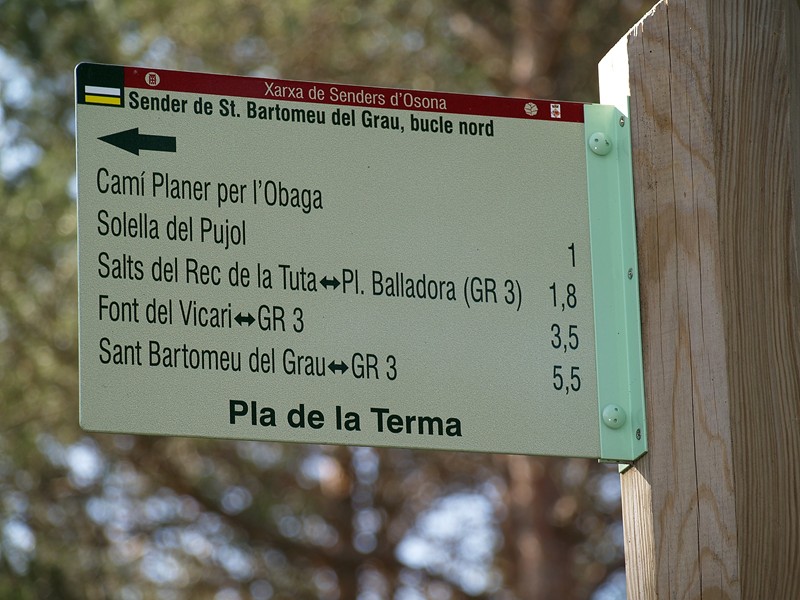 Xarxa de Senders d'Osona
Sender de St. Bartomeu del Grau, bucle nord
Camí Planer per l'Obaga
Solella del Pujol 1
Salts del Rec de la Tuta↔Pl. Balladora (GR 3) 1,8
Font del Vicari↔GR 3 3,5
Sant Bartomeu del Grau↔GR 3 5,5
Pla de la Terma